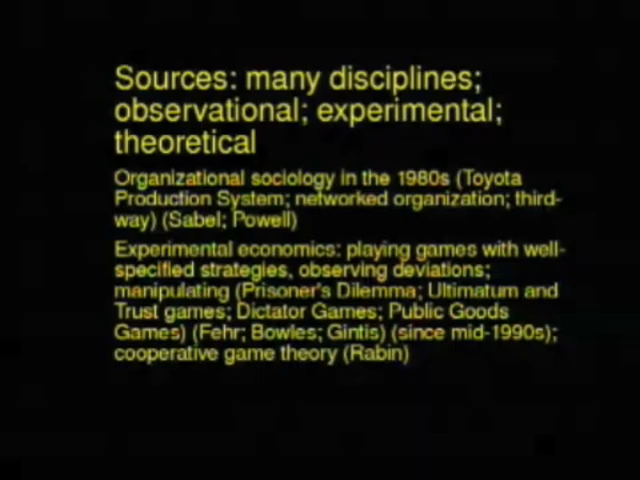 Sources: many disciplines;
observational; experimental;
theoretical
Organizational sociology in the 1980s (Toyota
Production System; networked organization; third-
way) (Sabel; Powell)
Experimental economics: playing games with well-
specified strategies, observing deviations;
manipulating (Prisoner's Dilemma; Ultimatum and
Trust games; Dictator Games; Public Goods
Games) (Fehr; Bowles; Gintis) (since mid-1990s);
cooperative game theory (Rabin)